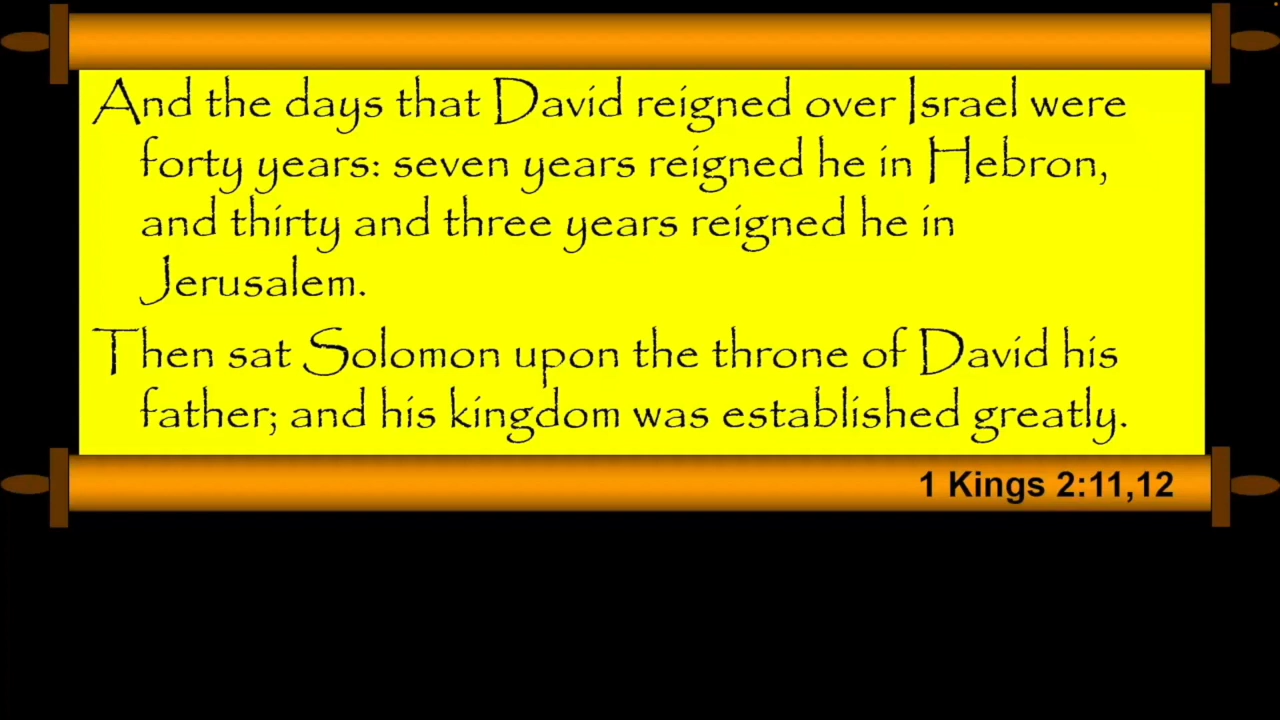 And the days that David reigned over Israel were
forty years: seven years reigned he in Hebron,
and thirty and three years reigned he in
Jerusalem.
Then sat Solomon upon the throne of David his
father; and his kingdom was established greatly.
1 Kings 2:11,12